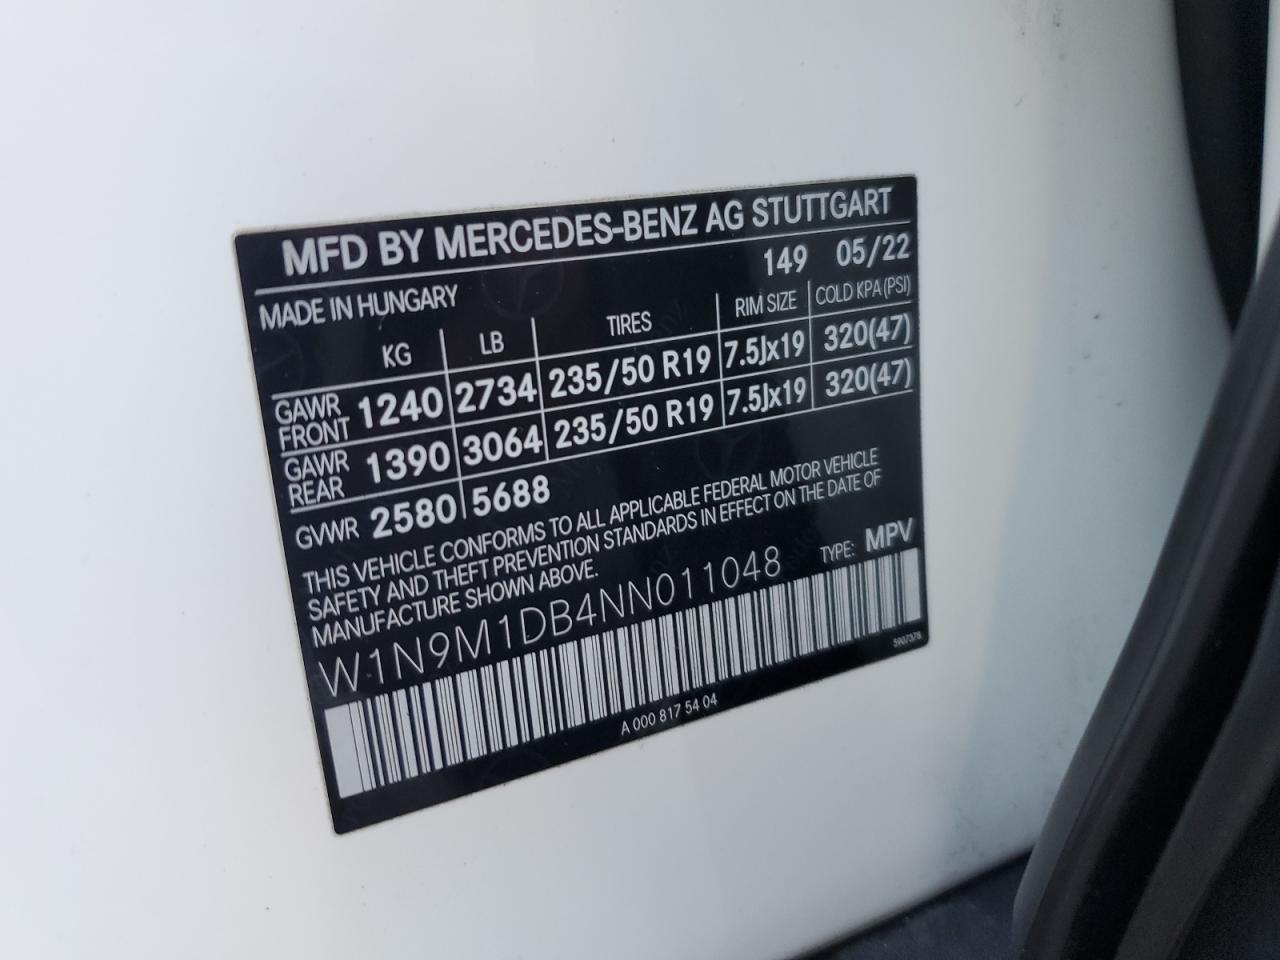 MFD BY MERCEDES-BENZ AG STUTTGART
149 05/22
MADE IN HUNGARY
KG LB TIRES RIM SIZE COLD KPA (PSI)
GAWR FRONT 1240 2734 235/50 R19 7.5Jx19 320(47)
GAWR REAR 1390 3064 235/50 R19 7.5Jx19 320(47)
GVWR 2580 5688
THIS VEHICLE CONFORMS TO ALL APPLICABLE FEDERAL MOTOR VEHICLE
SAFETY AND THEFT PREVENTION STANDARDS IN EFFECT ON THE DATE OF
MANUFACTURE SHOWN ABOVE.
W1N9M1DB4NN011048 TYPE: MPV
5907378
A 000 817 54 04